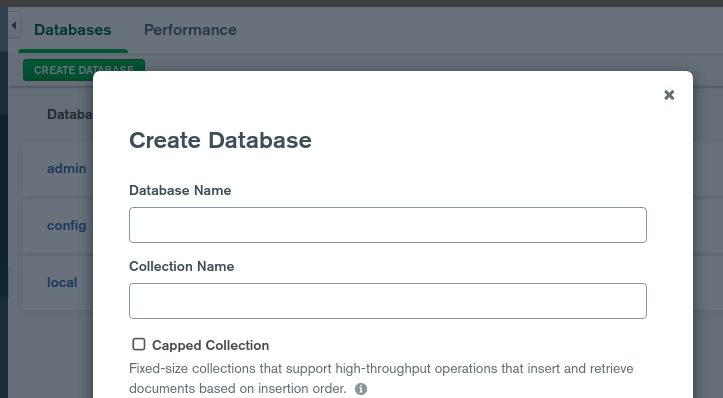 Databases Performance
CREATE DATABASE
Databa
Create Database
admin
Database Name
config
Collection Name
local
Capped Collection
Fixed-size collections that support high-throughput operations that insert and retrieve
documents based on insertion order.